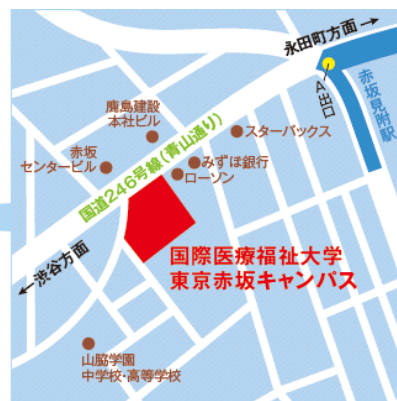 永田町方面→
A出口
赤坂見附駅
鹿島建設
本社ビル
スターバックス
赤坂
センタービル
みずほ銀行
ローソン
国道246号線(青山通り)
国際医療福祉大学
東京赤坂キャンパス
←渋谷方面
山脇学園
中学校・高等学校